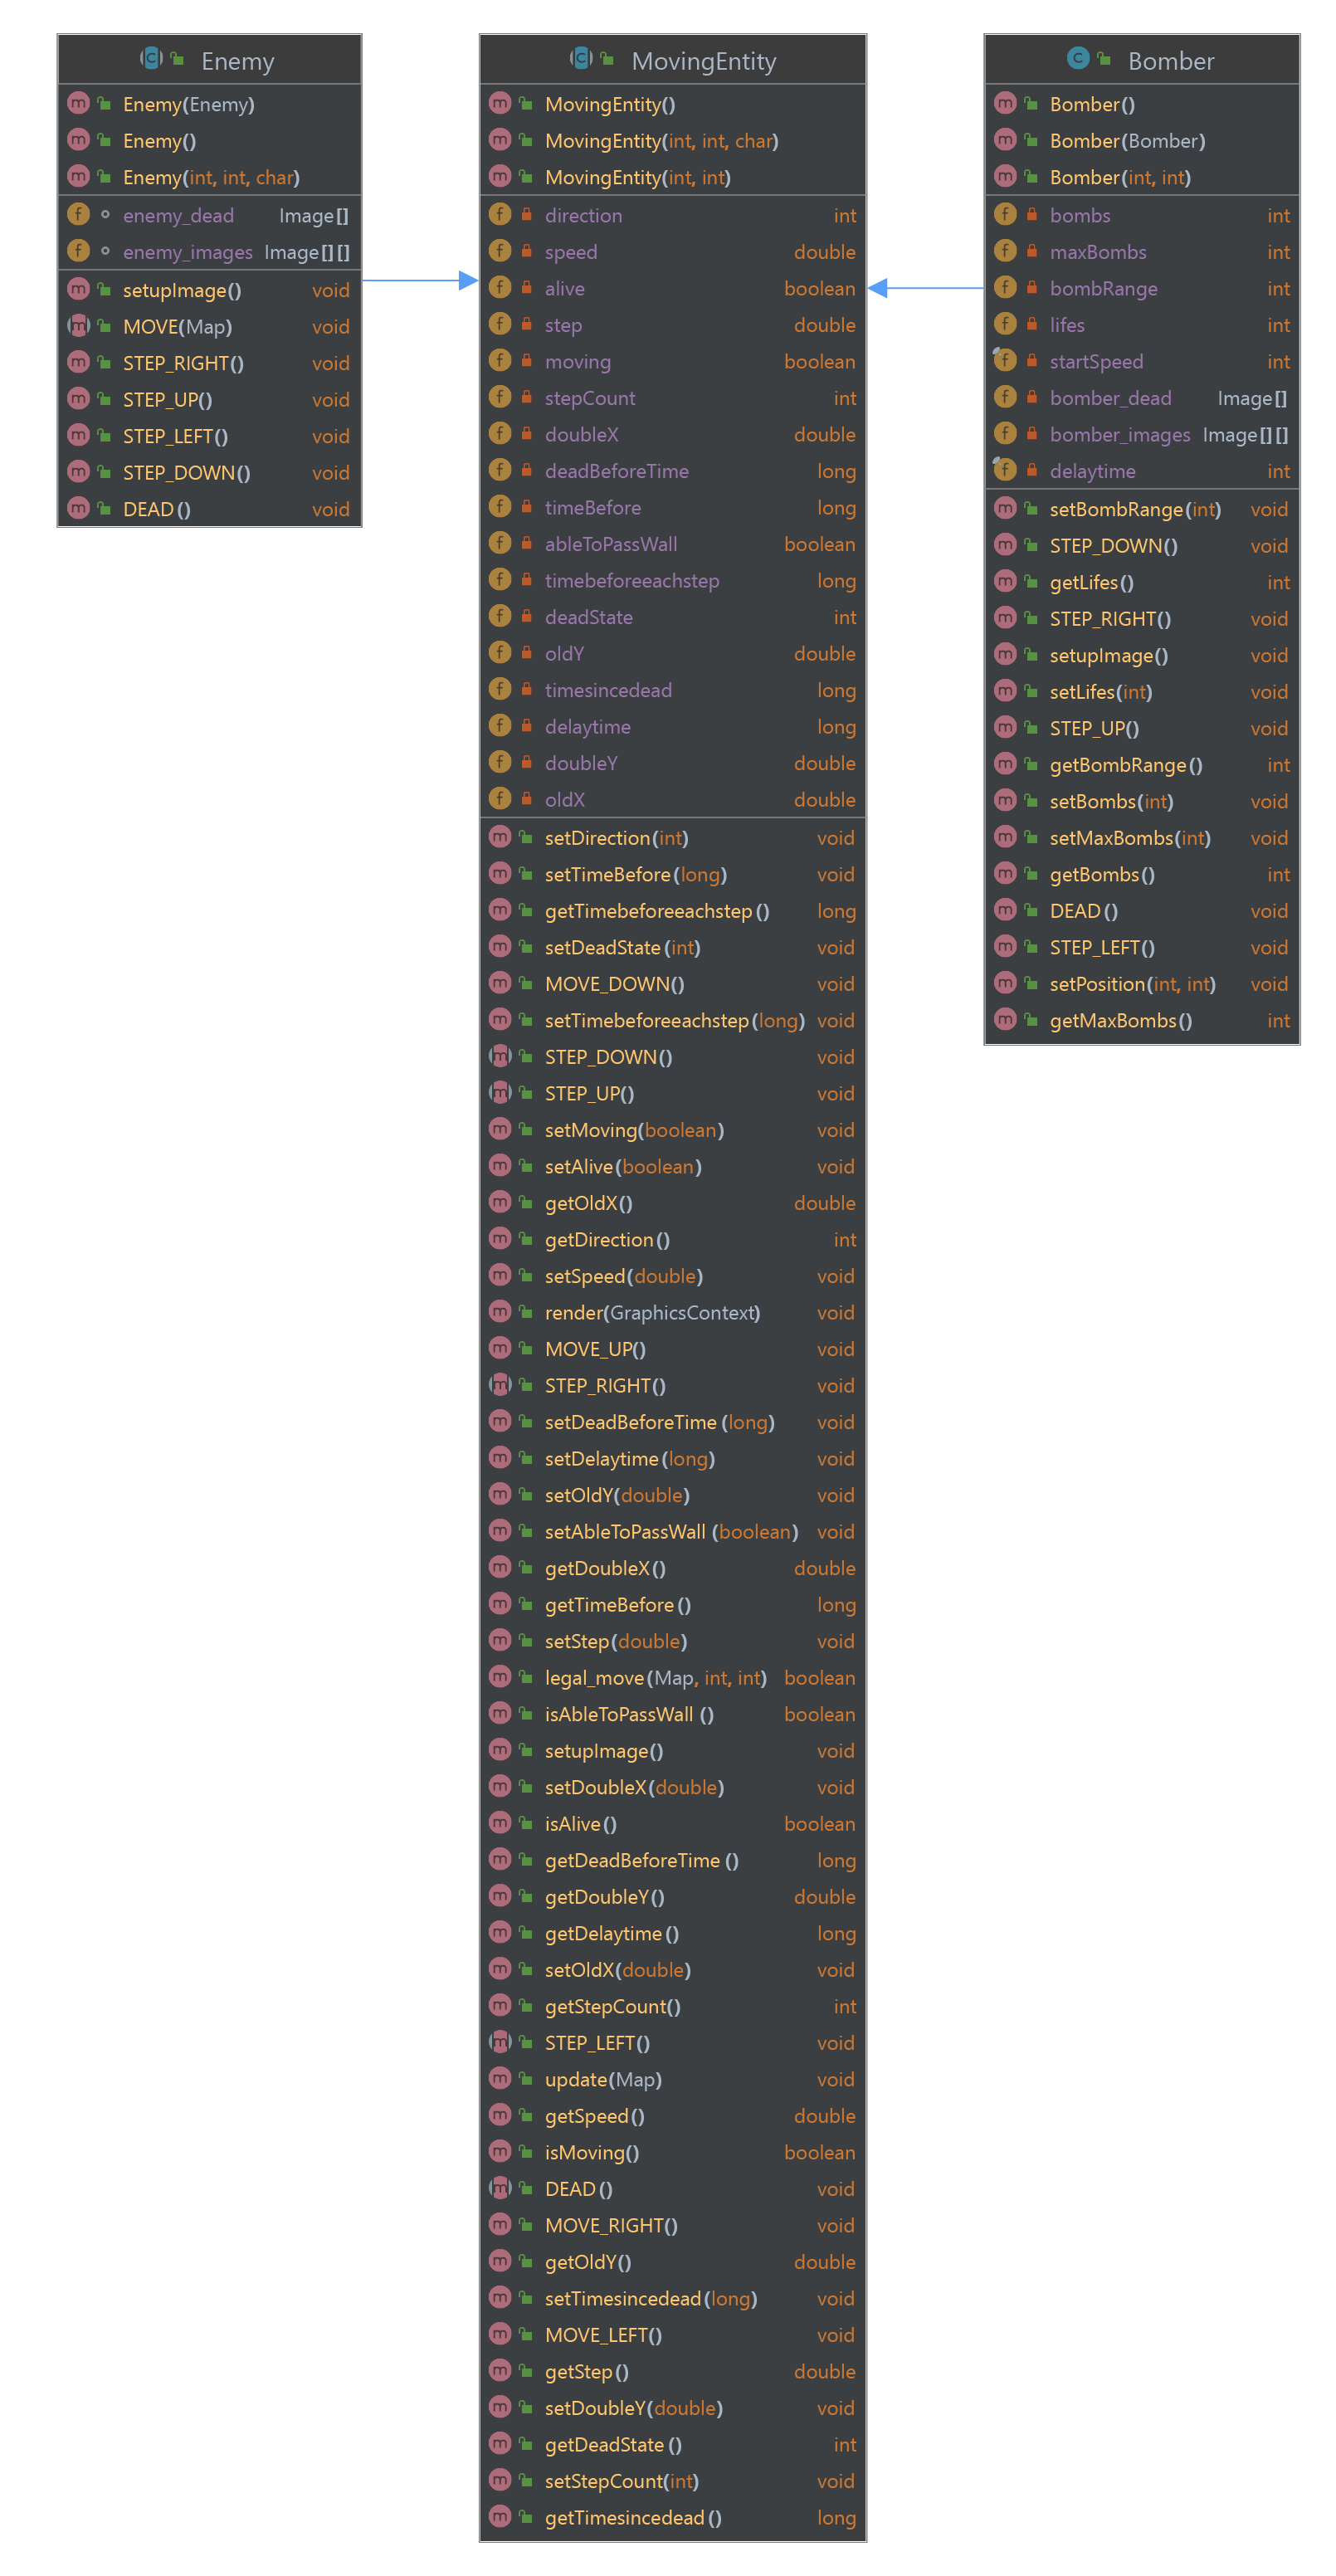 Enemy
Enemy(Enemy)
Enemy()
Enemy(int, int, char)
enemy_dead Image[]
enemy_images Image[][]
setupImage() void
MOVE(Map) void
STEP_RIGHT() void
STEP_UP() void
STEP_LEFT() void
STEP_DOWN() void
DEAD() void
MovingEntity
MovingEntity()
MovingEntity(int, int, char)
MovingEntity(int, int)
direction int
speed double
alive boolean
step double
moving boolean
stepCount int
doubleX double
deadBeforeTime long
timeBefore long
ableToPassWall boolean
timebeforeeachstep long
deadState int
oldY double
timesincedead long
delaytime long
doubleY double
oldX double
setDirection(int) void
setTimeBefore(long) void
getTimebeforeeachstep() long
setDeadState(int) void
MOVE_DOWN() void
setTimebeforeeachstep(long) void
STEP_DOWN() void
STEP_UP() void
setMoving(boolean) void
setAlive(boolean) void
getOldX() double
getDirection() int
setSpeed(double) void
render(GraphicsContext) void
MOVE_UP() void
STEP_RIGHT() void
setDeadBeforeTime(long) void
setDelaytime(long) void
setOldY(double) void
setAbleToPassWall(boolean) void
getDoubleX() double
getTimeBefore() long
setStep(double) void
legal_move(Map, int, int) boolean
isAbleToPassWall() boolean
setupImage() void
setDoubleX(double) void
isAlive() boolean
getDeadBeforeTime() long
getDoubleY() double
getDelaytime() long
setOldX(double) void
getStepCount() int
STEP_LEFT() void
update(Map) void
getSpeed() double
isMoving() boolean
DEAD() void
MOVE_RIGHT() void
getOldY() double
setTimesincedead(long) void
MOVE_LEFT() void
getStep() double
setDoubleY(double) void
getDeadState() int
setStepCount(int) void
getTimesincedead() long
Bomber
Bomber()
Bomber(Bomber)
Bomber(int, int)
bombs int
maxBombs int
bombRange int
lifes int
startSpeed int
bomber_dead Image[]
bomber_images Image[][]
delaytime int
setBombRange(int) void
STEP_DOWN() void
getLifes() int
STEP_RIGHT() void
setupImage() void
setLifes(int) void
STEP_UP() void
getBombRange() int
setBombs(int) void
setMaxBombs(int) void
getBombs() int
DEAD() void
STEP_LEFT() void
setPosition(int, int) void
getMaxBombs() int